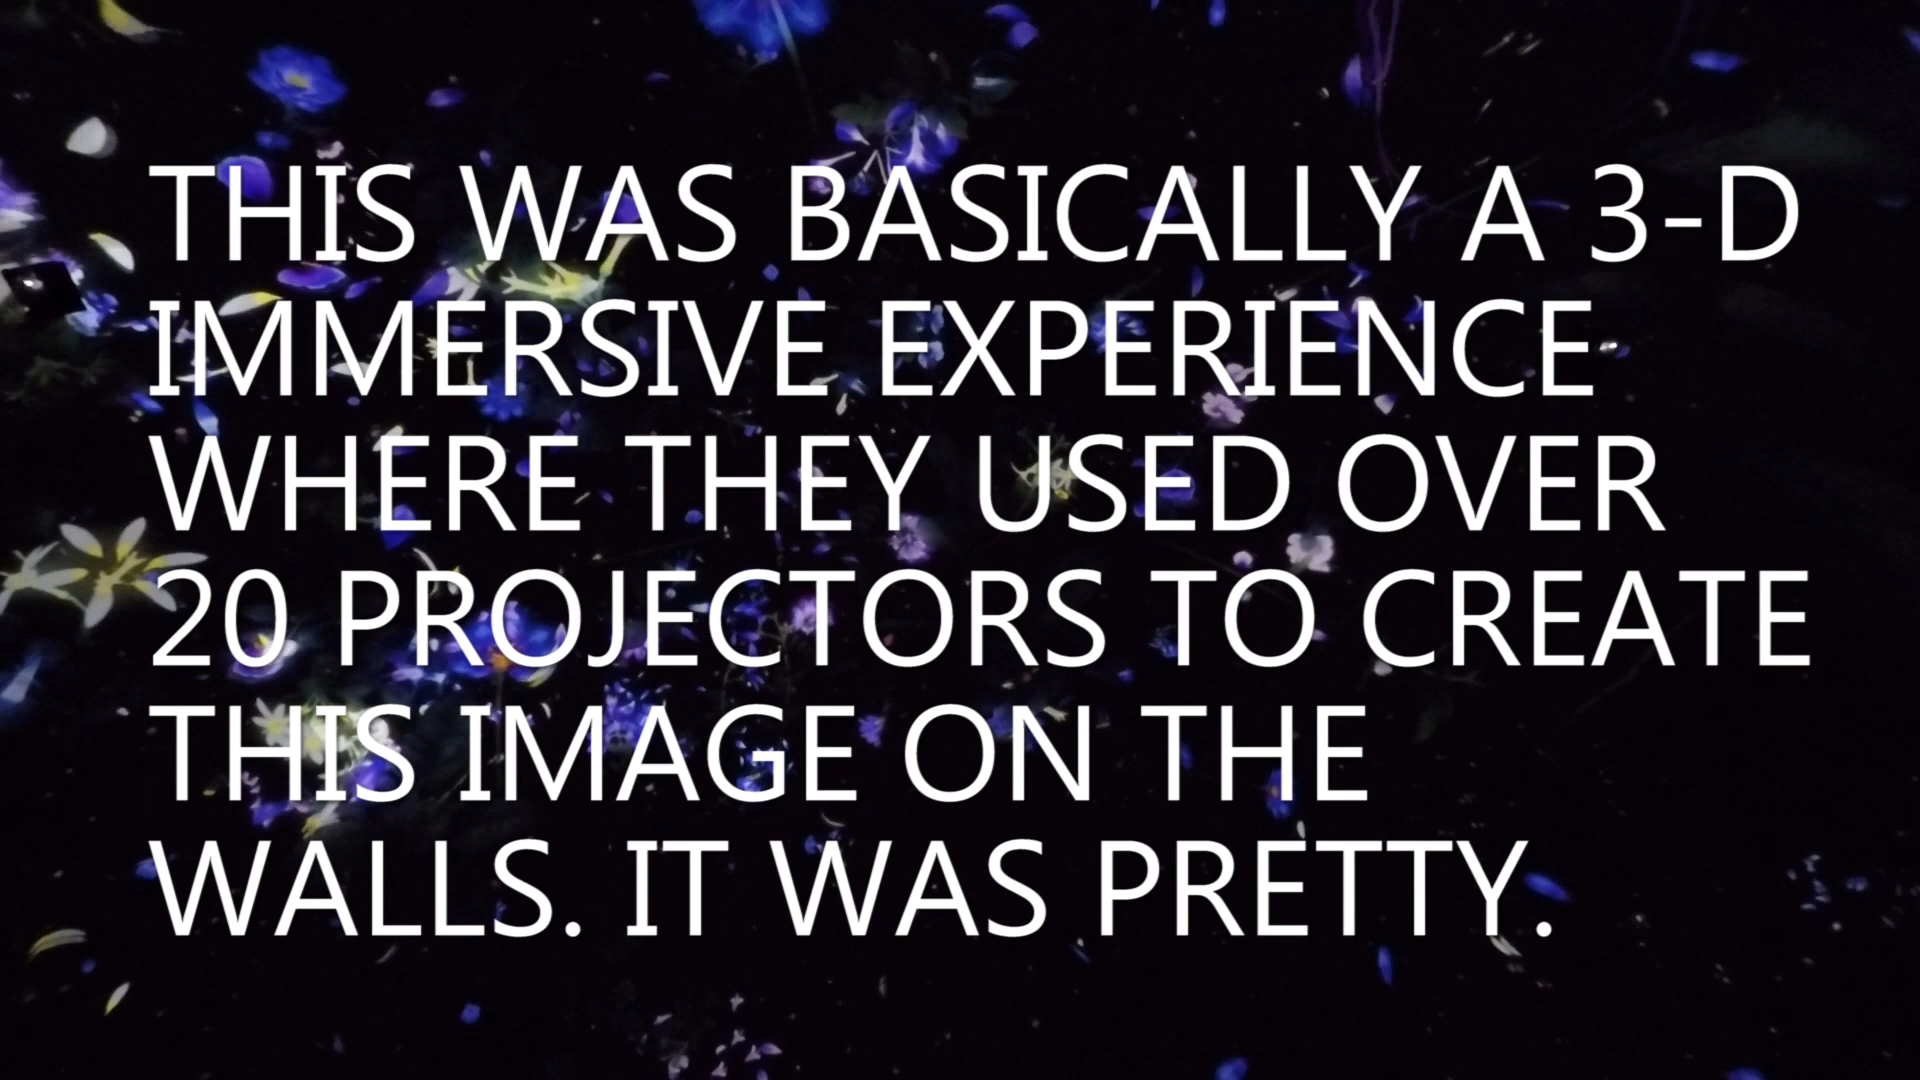 THIS WAS BASICALLY A 3-D
IMMERSIVE EXPERIENCE
WHERE THEY USED OVER
20 PROJECTORS TO CREATE
THIS IMAGE ON THE
WALLS. IT WAS PRETTY.